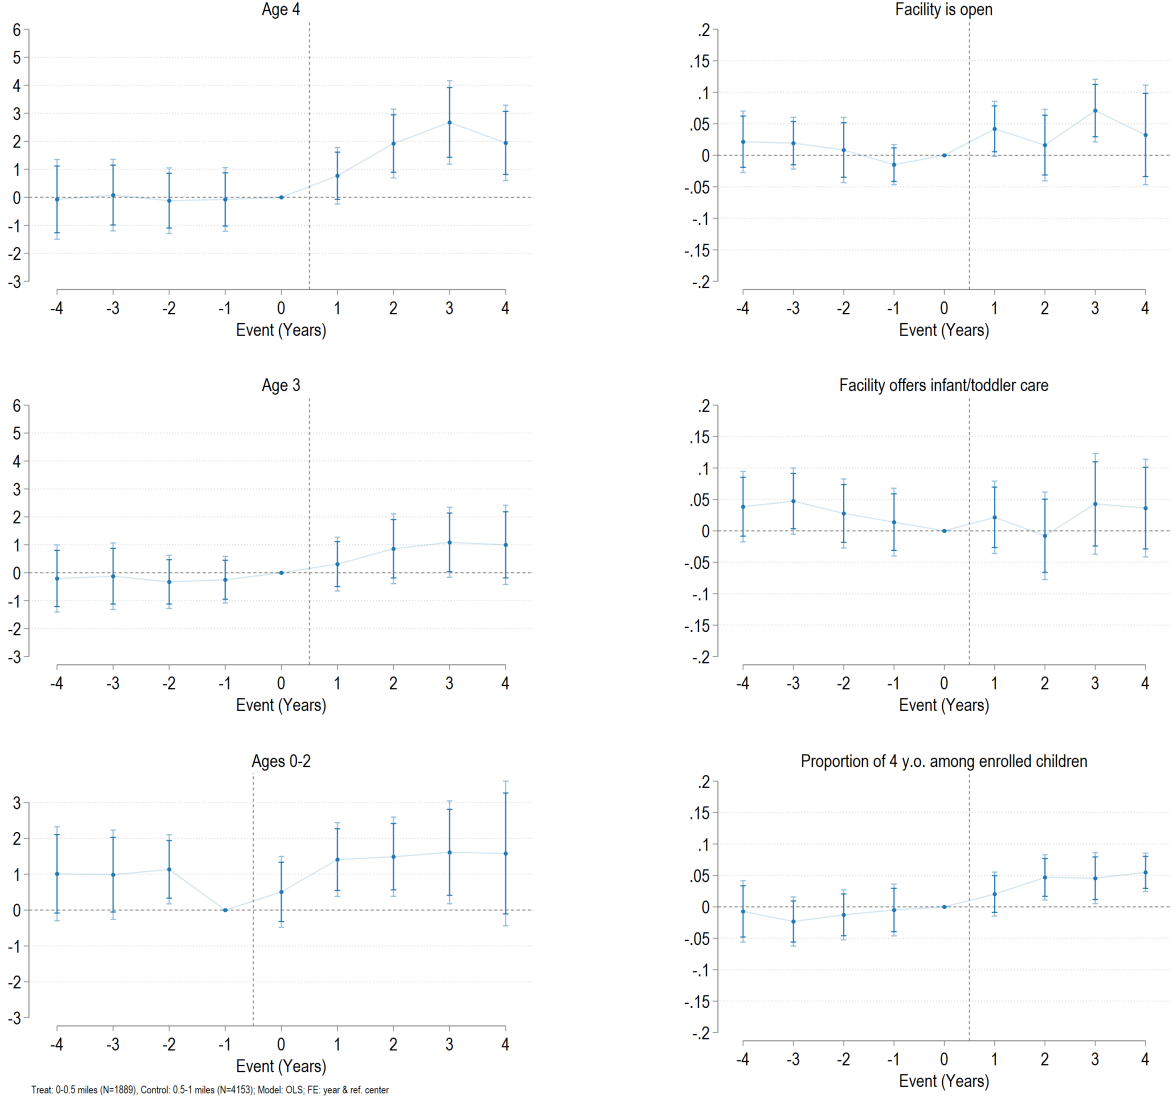 Age 4
6
5
4
3
2
1
0
-1
-2
-3
-4 -3 -2 -1 0 1 2 3 4
Event (Years)
Facility is open
.2
.15
.1
.05
0
-.05
-.1
-.15
-.2
-4 -3 -2 -1 0 1 2 3 4
Event (Years)
Age 3
6
5
4
3
2
1
0
-1
-2
-3
-4 -3 -2 -1 0 1 2 3 4
Event (Years)
Facility offers infant/toddler care
.2
.15
.1
.05
0
-.05
-.1
-.15
-.2
-4 -3 -2 -1 0 1 2 3 4
Event (Years)
Ages 0-2
3
2
1
0
-1
-2
-3
-4 -3 -2 -1 0 1 2 3 4
Event (Years)
Proportion of 4 y.o. among enrolled children
.2
.15
.1
.05
0
-.05
-.1
-.15
-.2
-4 -3 -2 -1 0 1 2 3 4
Event (Years)
Treat: 0-0.5 miles (N=1889), Control: 0.5-1 miles (N=4153); Model: OLS; FE: year & ref. center